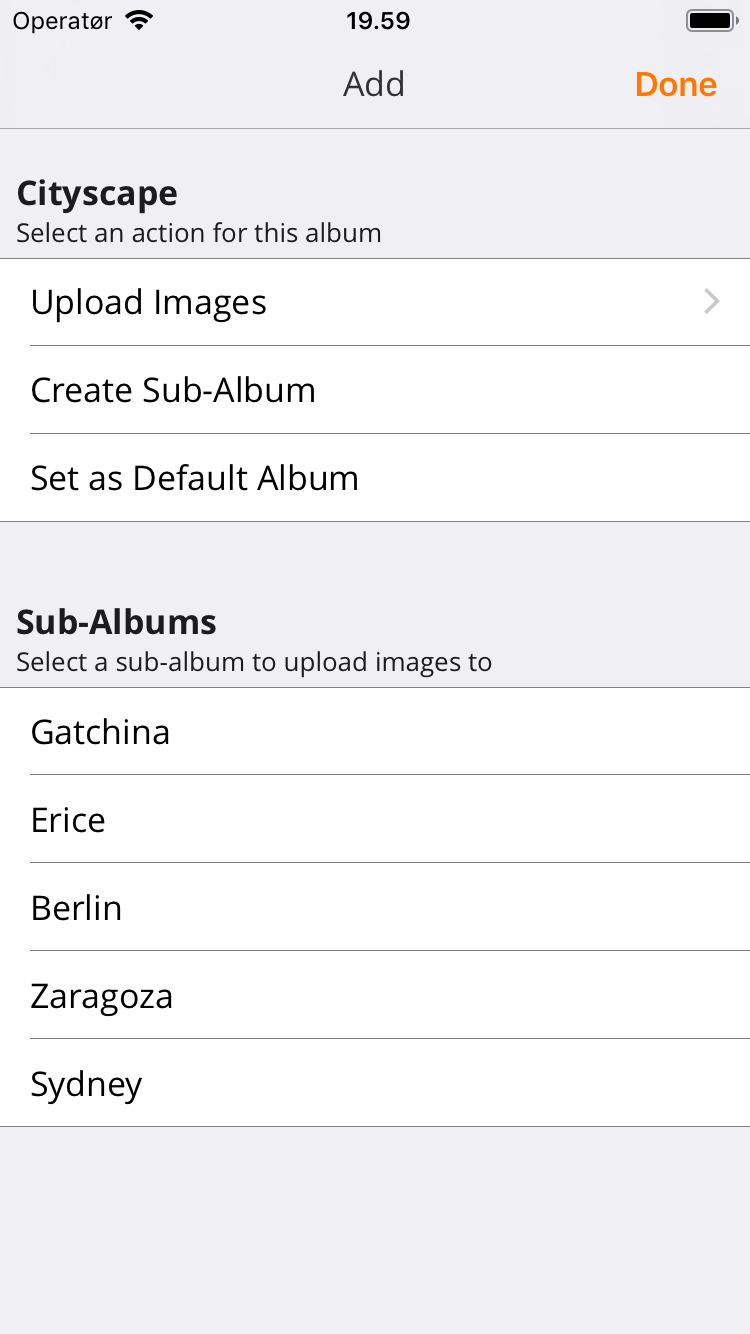 Operatør 19.59
Add Done
Cityscape
Select an action for this album
Upload Images
Create Sub-Album
Set as Default Album
Sub-Albums
Select a sub-album to upload images to
Gatchina
Erice
Berlin
Zaragoza
Sydney